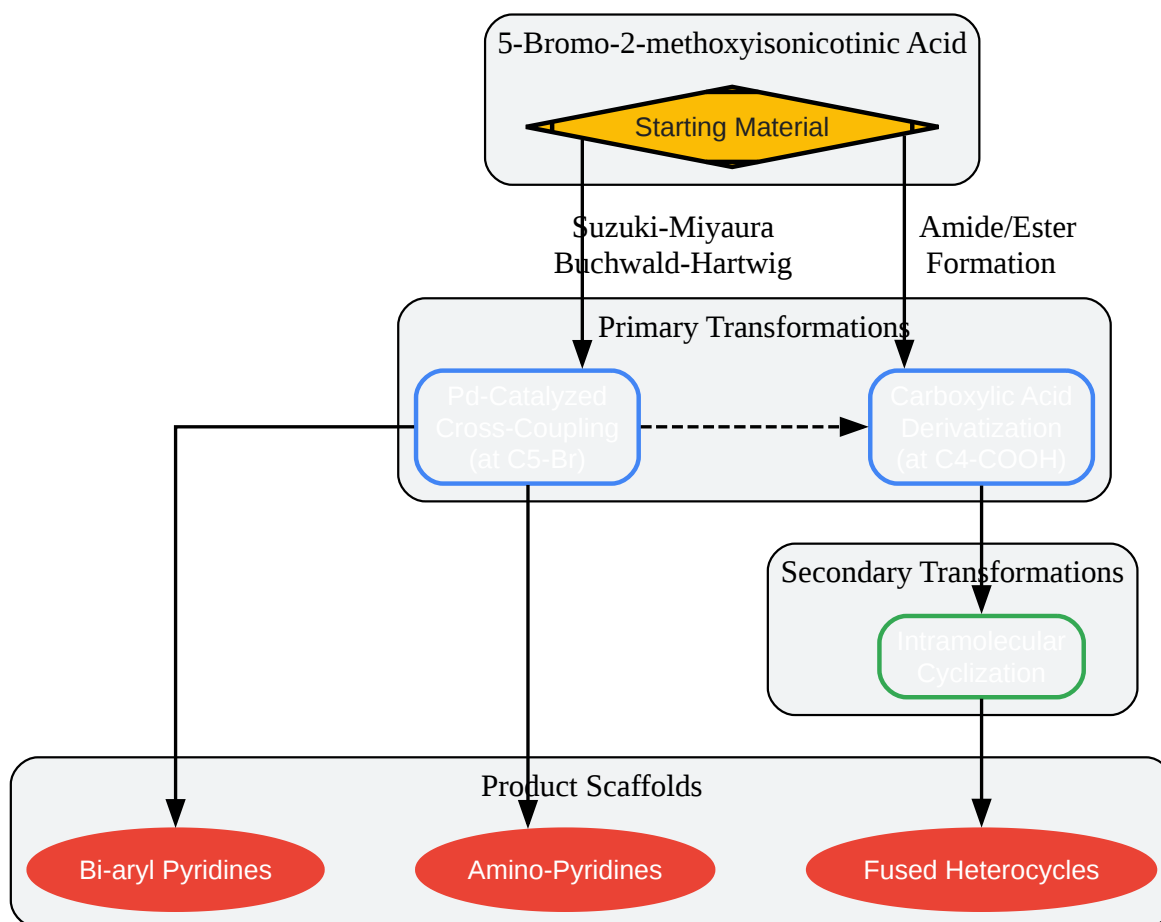 5-Bromo-2-methoxyisonicotinic Acid
Starting Material
Suzuki-Miyaura
Buchwald-Hartwig
Amide/Ester
Formation
Primary Transformations
Pd-Catalyzed
Cross-Coupling
(at C5-Br)
Carboxylic Acid
Derivatization
(at C4-COOH)
Secondary Transformations
Intramolecular
Cyclization
Product Scaffolds
Bi-aryl Pyridines
Amino-Pyridines
Fused Heterocycles